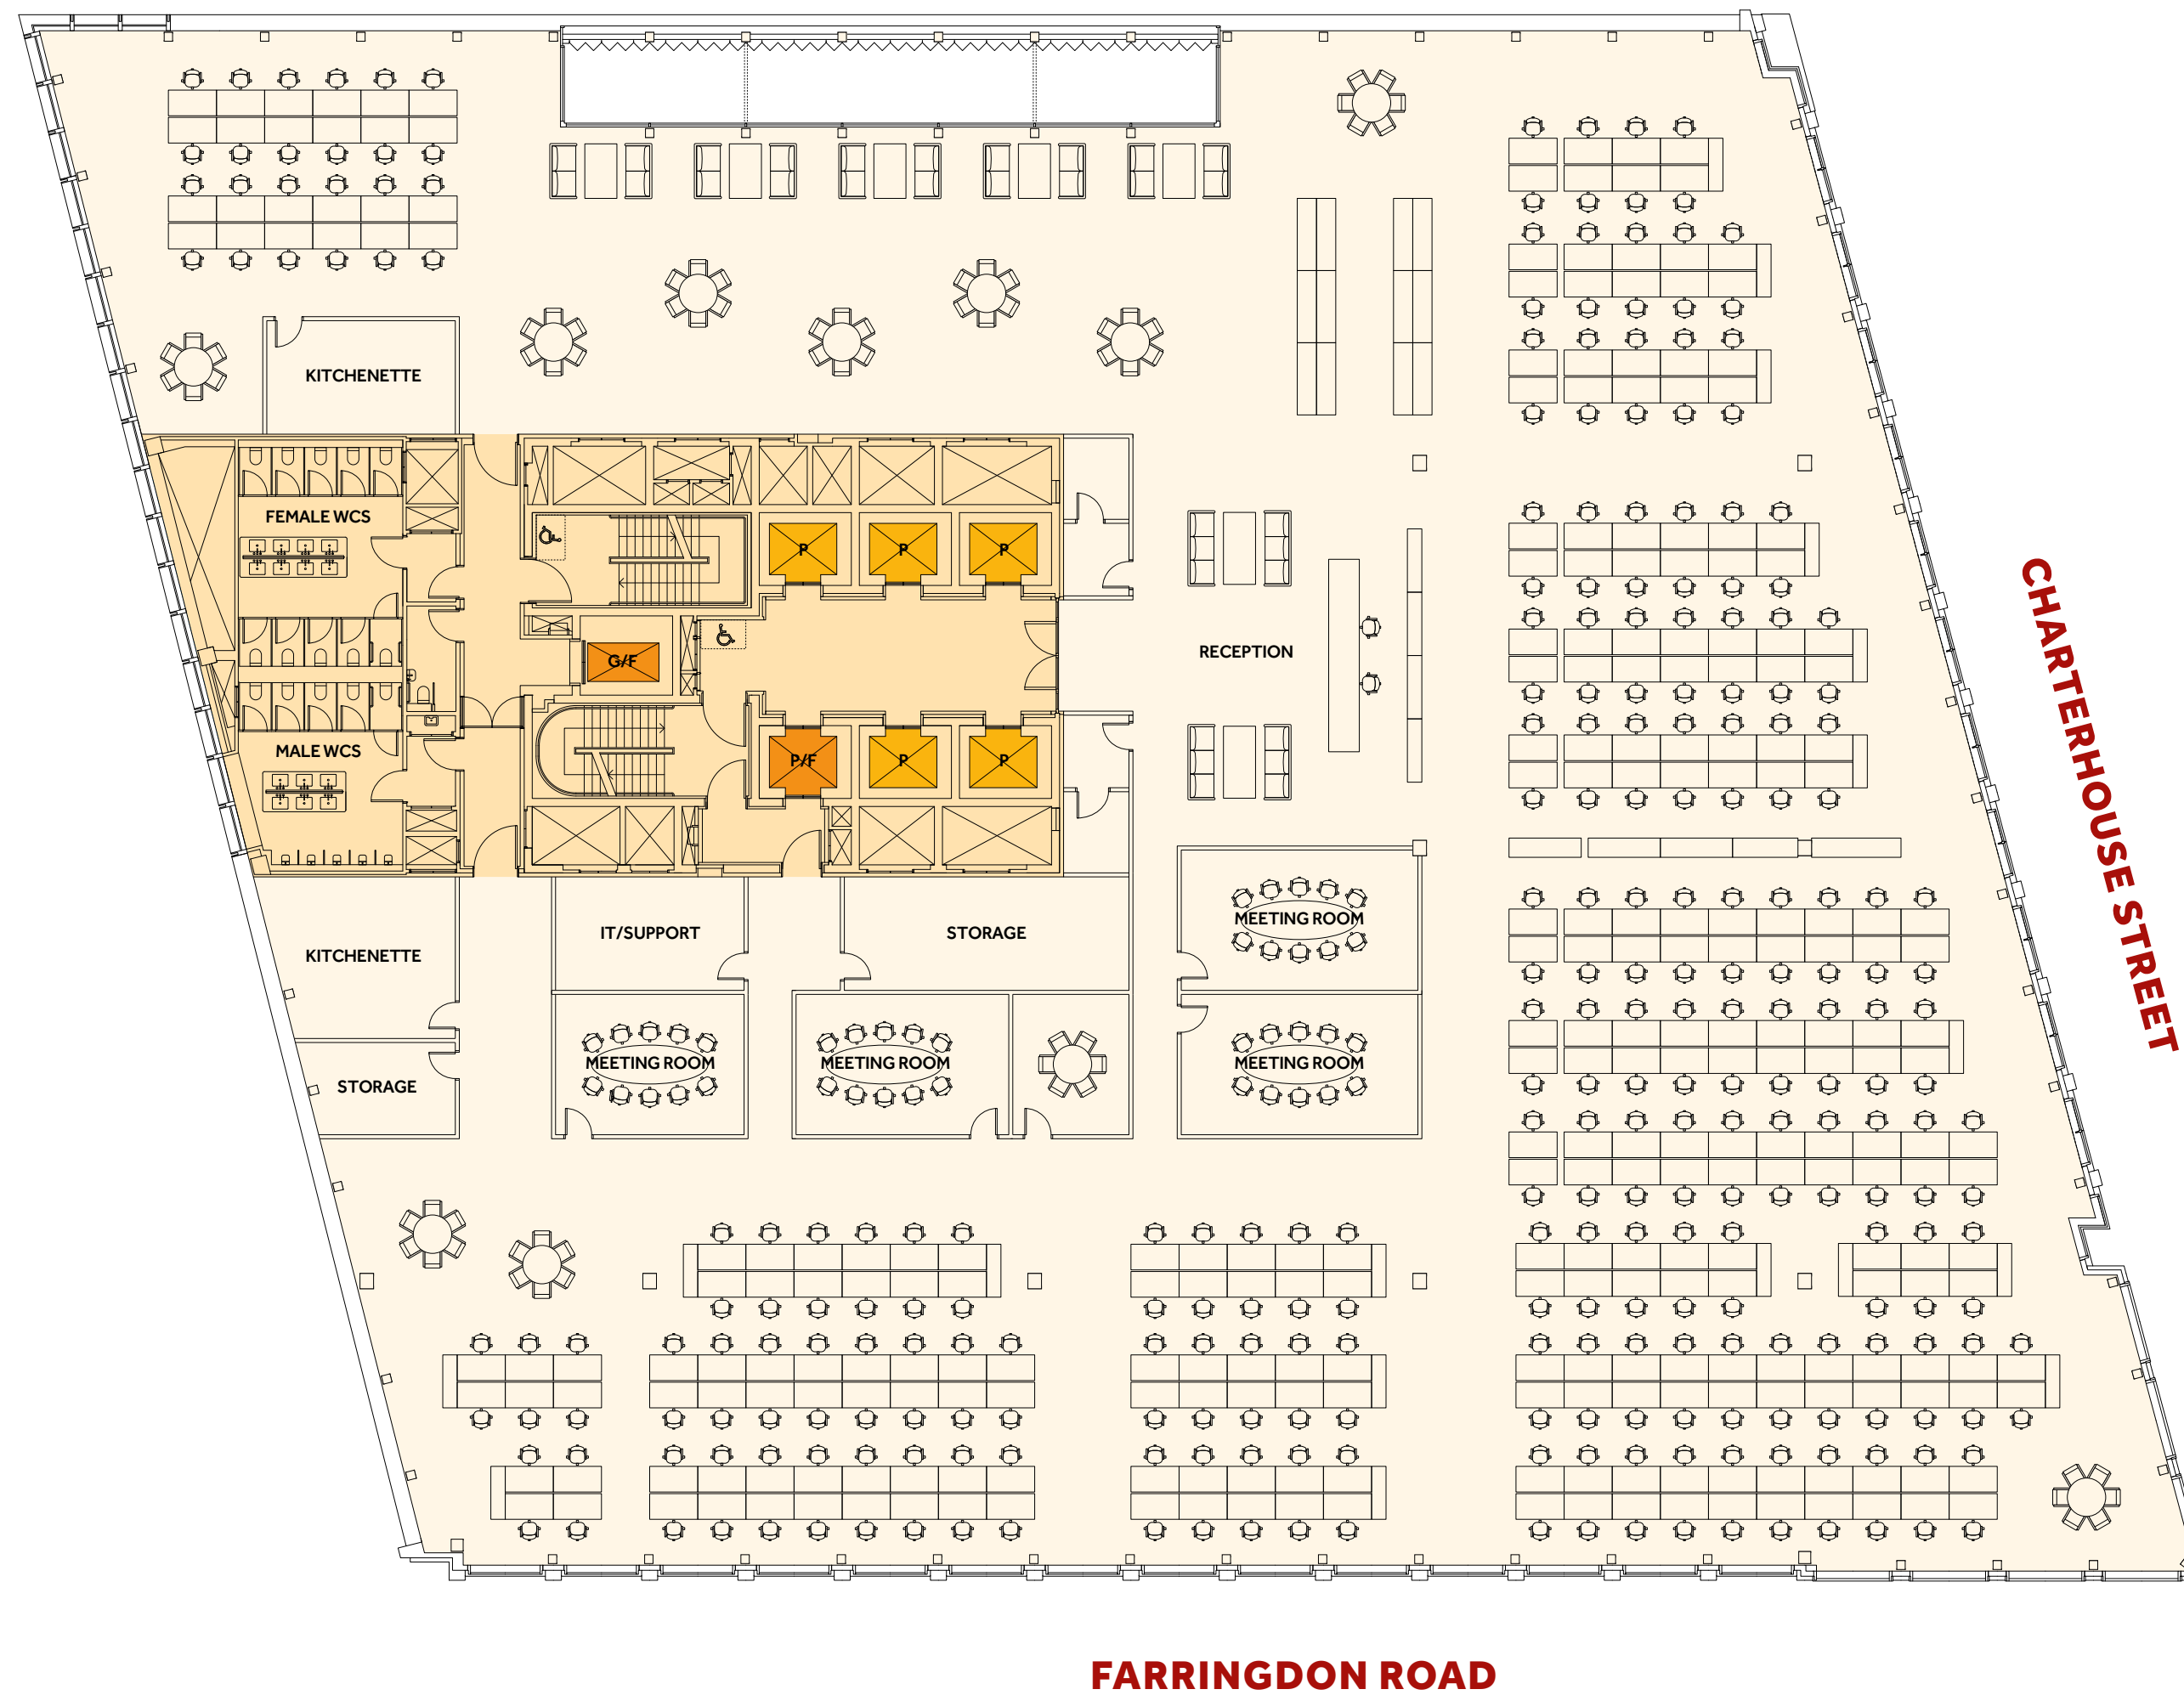 KITCHENETTE
FEMALE WCS
P
P
P
CHARTERHOUSE STREET
G/F
RECEPTION
MALE WCS
P/F
P
P
MEETING ROOM
IT/SUPPORT
STORAGE
KITCHENETTE
MEETING ROOM
MEETING ROOM
MEETING ROOM
STORAGE
FARRINGDON ROAD